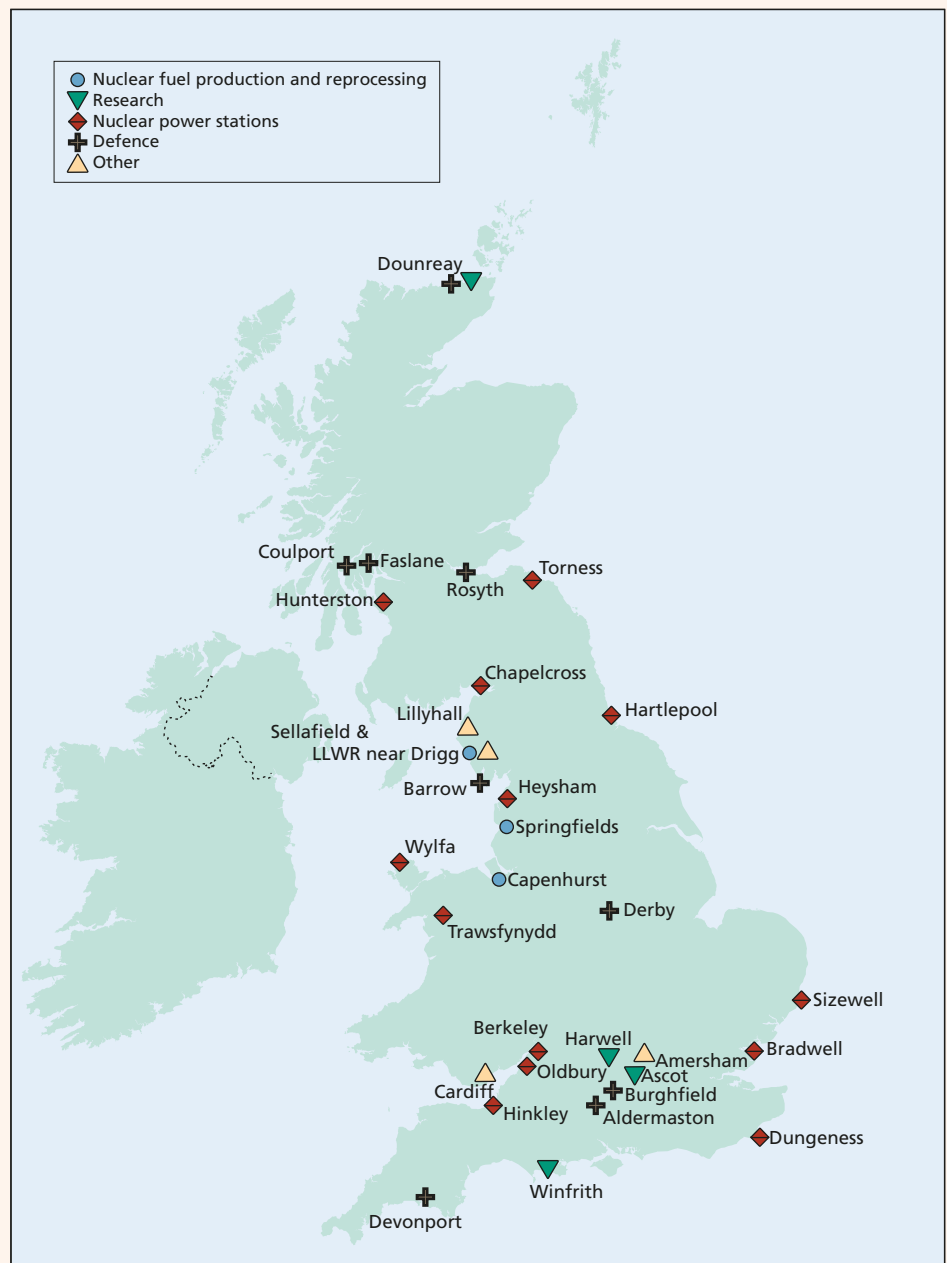 Nuclear fuel production and reprocessing
Research
Nuclear power stations
Defence
Other
Dounreay
Coulport
Faslane
Rosyth
Torness
Hunterston
Chapelcross
Lillyhall
Hartlepool
Sellafield &
LLWR near Drigg
Barrow
Heysham
Springfields
Wylfa
Capenhurst
Derby
Trawsfynydd
Sizewell
Berkeley
Harwell
Bradwell
Amersham
Oldbury
Ascot
Cardiff
Burghfield
Hinkley
Aldermaston
Dungeness
Winfrith
Devonport